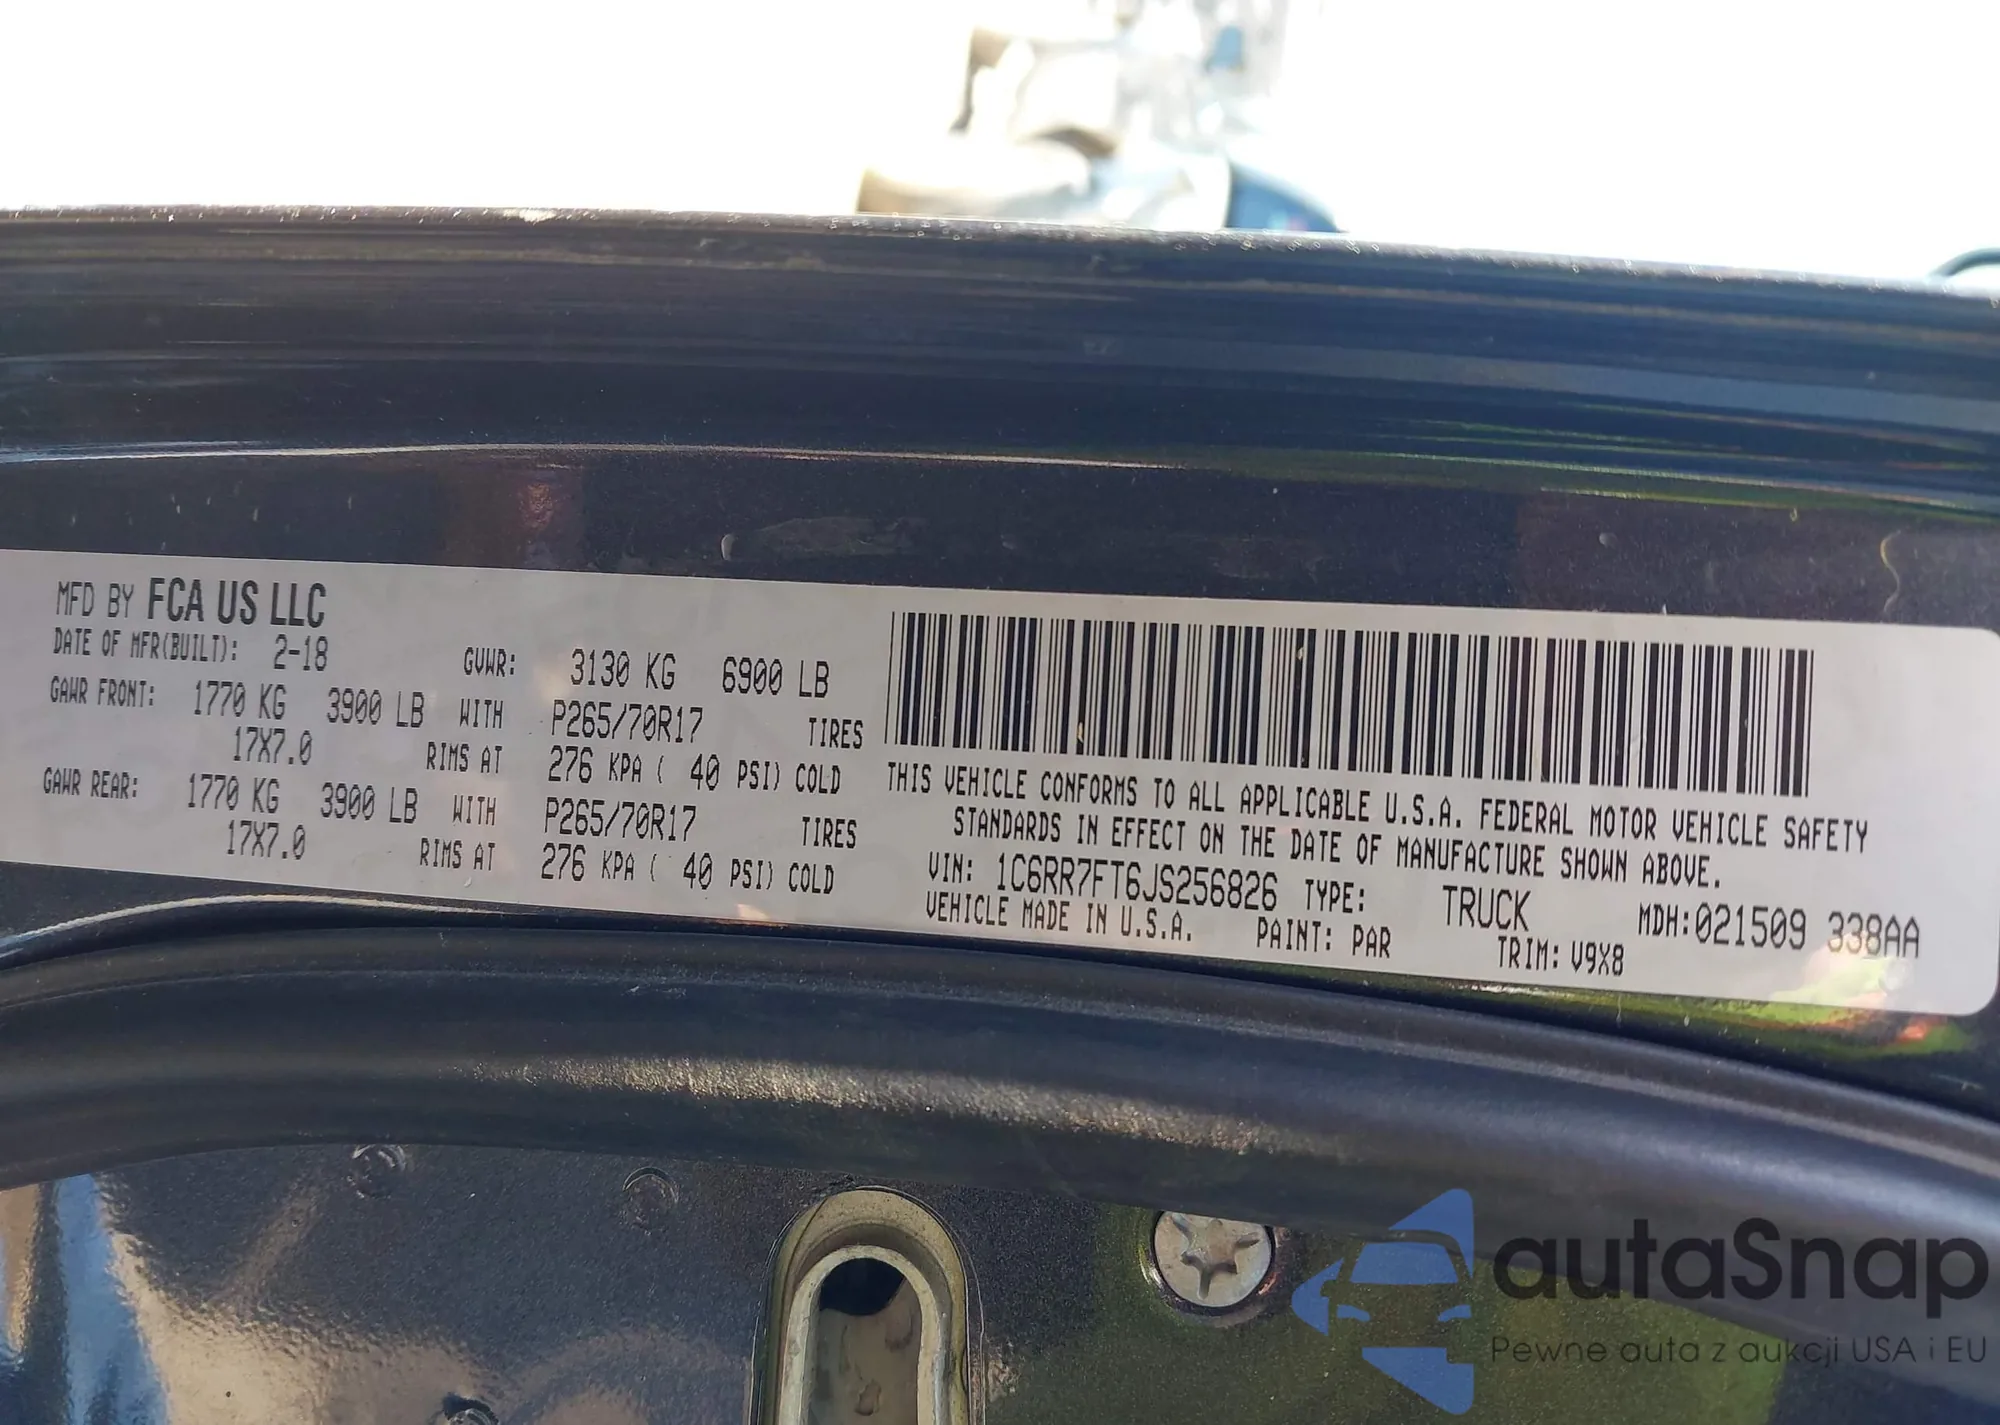 MFD BY FCA US LLC
DATE OF MFR(BUILT): 2-18 GVWR: 3130 KG 6900 LB
GAWR FRONT: 1770 KG 3900 LB WITH P265/70R17 TIRES
17X7.0 RIMS AT 276 KPA ( 40 PSI) COLD
GAWR REAR: 1770 KG 3900 LB WITH P265/70R17 TIRES
17X7.0 RIMS AT 276 KPA ( 40 PSI) COLD
THIS VEHICLE CONFORMS TO ALL APPLICABLE U.S.A. FEDERAL MOTOR VEHICLE SAFETY
STANDARDS IN EFFECT ON THE DATE OF MANUFACTURE SHOWN ABOVE.
VIN: 1C6RR7FT6JS256826 TYPE: TRUCK MDH:021509 338AA
VEHICLE MADE IN U.S.A. PAINT: PAR TRIM: V9X8
autaSnap
Pewne auta z aukcji USA i EU